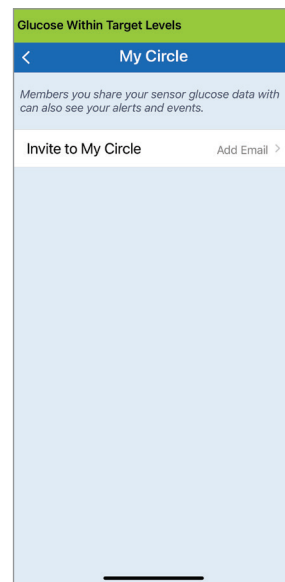 Glucose Within Target Levels
My Circle
Members you share your sensor glucose data with
can also see your alerts and events.
Invite to My Circle Add Email